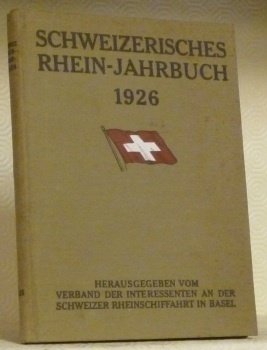 SCHWEIZERISCHES
RHEIN-JAHRBUCH
1926
HERAUSGEGEBEN VOM
VERBAND DER INTERESSENTEN AN DER
SCHWEIZER RHEINSCHIFFAHRT IN BASEL